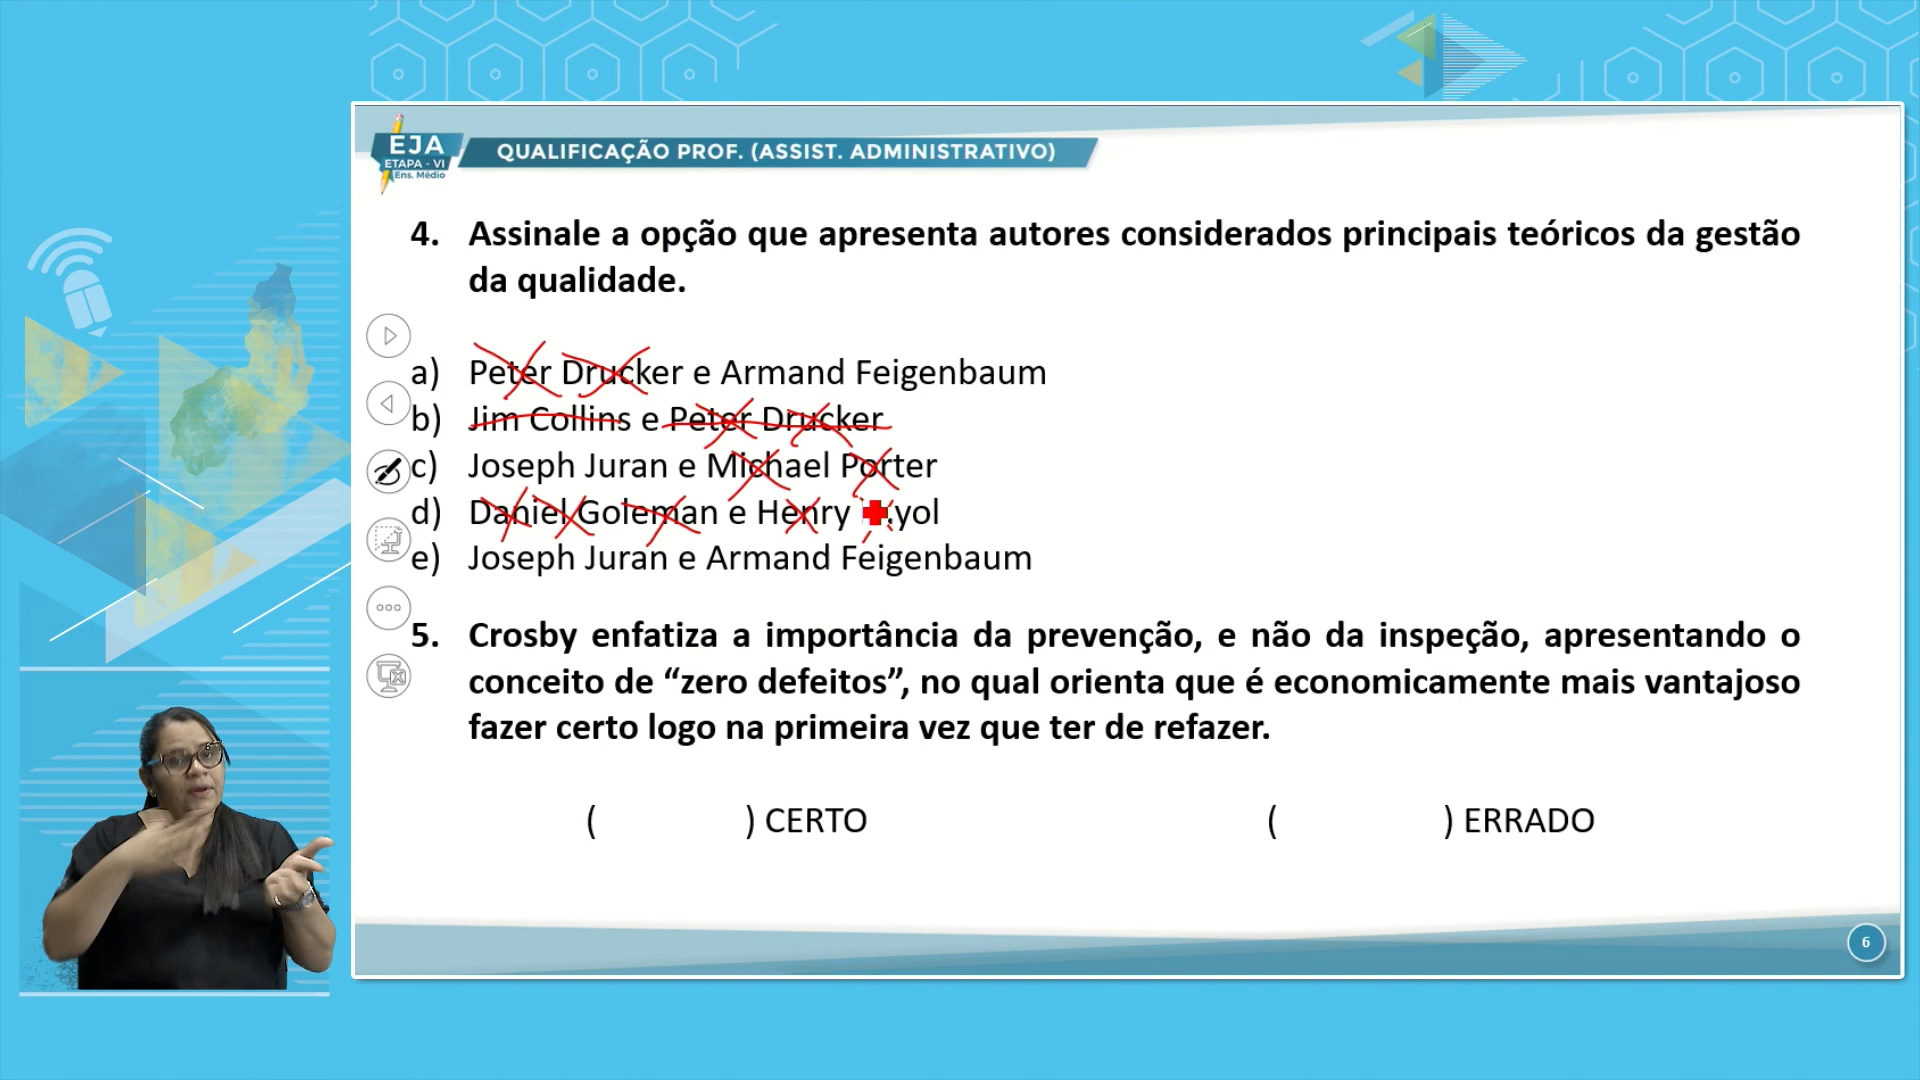 EJA
ETAPA - VI
Ens. Médio
QUALIFICAÇÃO PROF. (ASSIST. ADMINISTRATIVO)
4. Assinale a opção que apresenta autores considerados principais teóricos da gestão
da qualidade.
a) Peter Drucker e Armand Feigenbaum
b) Jim Collins e Peter Drucker
c) Joseph Juran e Michael Porter
d) Daniel Goleman e Henry
e) Joseph Juran e Armand Feigenbaum
5. Crosby enfatiza a importância da prevenção, e não da inspeção, apresentando o
conceito de “zero defeitos”, no qual orienta que é economicamente mais vantajoso
fazer certo logo na primeira vez que ter de refazer.
( ) CERTO ( ) ERRADO
6